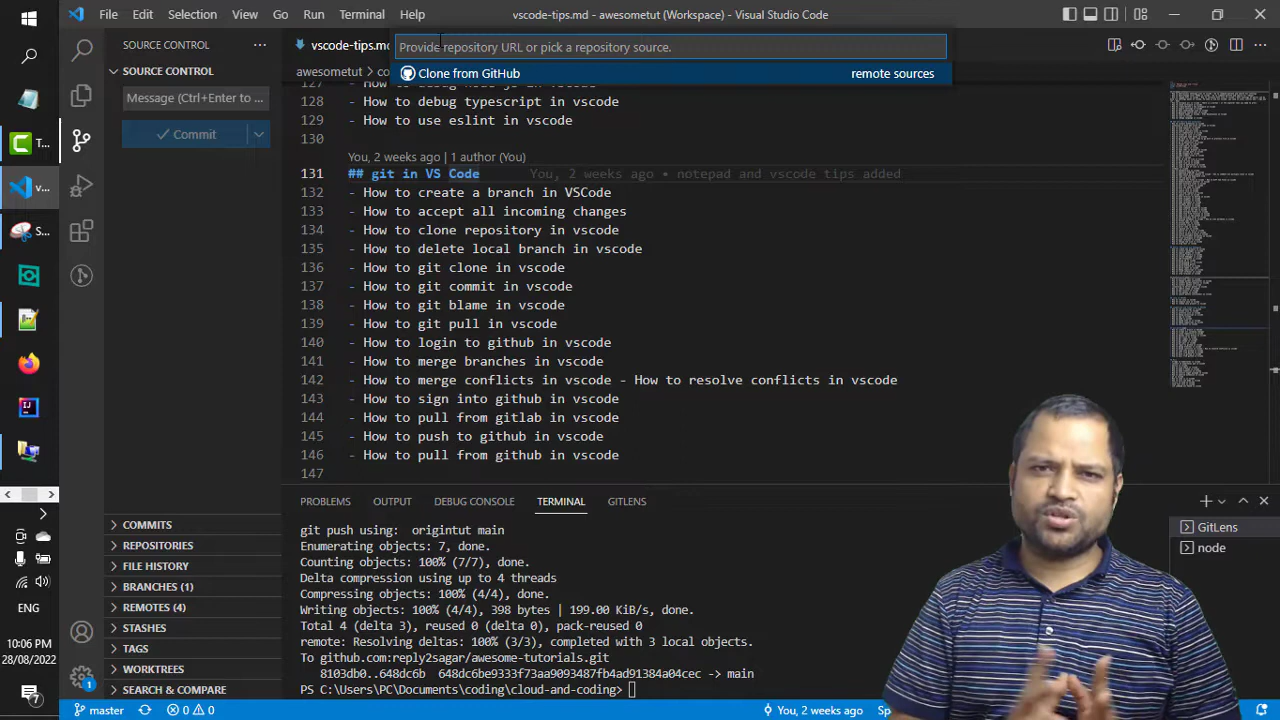 File Edit Selection View Go Run Terminal Help
vscode-tips.md - awesometut (Workspace) - Visual Studio Code
SOURCE CONTROL
vscode-tips.md
Provide repository URL or pick a repository source.
Clone from GitHub
remote sources
SOURCE CONTROL
awesometut
Message (Ctrl+Enter to ...
Commit
128 - How to debug typescript in vscode
129 - How to use eslint in vscode
130
You, 2 weeks ago | 1 author (You)
131 ## git in VS Code You, 2 weeks ago • notepad and vscode tips added
132 - How to create a branch in VSCode
133 - How to accept all incoming changes
134 - How to clone repository in vscode
135 - How to delete local branch in vscode
136 - How to git clone in vscode
137 - How to git commit in vscode
138 - How to git blame in vscode
139 - How to git pull in vscode
140 - How to login to github in vscode
141 - How to merge branches in vscode
142 - How to merge conflicts in vscode - How to resolve conflicts in vscode
143 - How to sign into github in vscode
144 - How to pull from gitlab in vscode
145 - How to push to github in vscode
146 - How to pull from github in vscode
147
T...
v...
S...
PROBLEMS OUTPUT DEBUG CONSOLE TERMINAL GITLENS
GitLens
node
git push using: origintut main
Enumerating objects: 7, done.
Counting objects: 100% (7/7), done.
Delta compression using up to 4 threads
Compressing objects: 100% (4/4), done.
Writing objects: 100% (4/4), 398 bytes | 199.00 KiB/s, done.
Total 4 (delta 3), reused 0 (delta 0), pack-reused 0
remote: Resolving deltas: 100% (3/3), completed with 3 local objects.
To github.com:reply2sagar/awesome-tutorials.git
8103db0..648dc6b 648dc6be9373aa7a9093487fb4ad91384a04cec -> main
PS C:\Users\PC\Documents\coding\cloud-and-coding>
COMMITS
REPOSITORIES
FILE HISTORY
BRANCHES (1)
REMOTES (4)
STASHES
TAGS
WORKTREES
SEARCH & COMPARE
ENG
10:06 PM
28/08/2022
7
1
master
0 0
You, 2 weeks ago